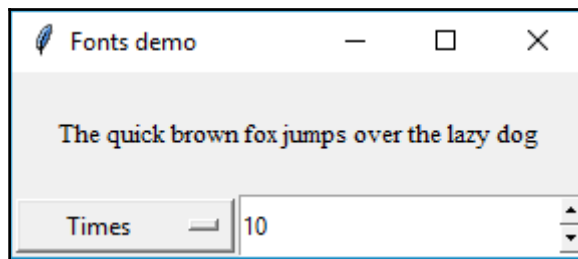 Fonts demo
The quick brown fox jumps over the lazy dog
Times 10